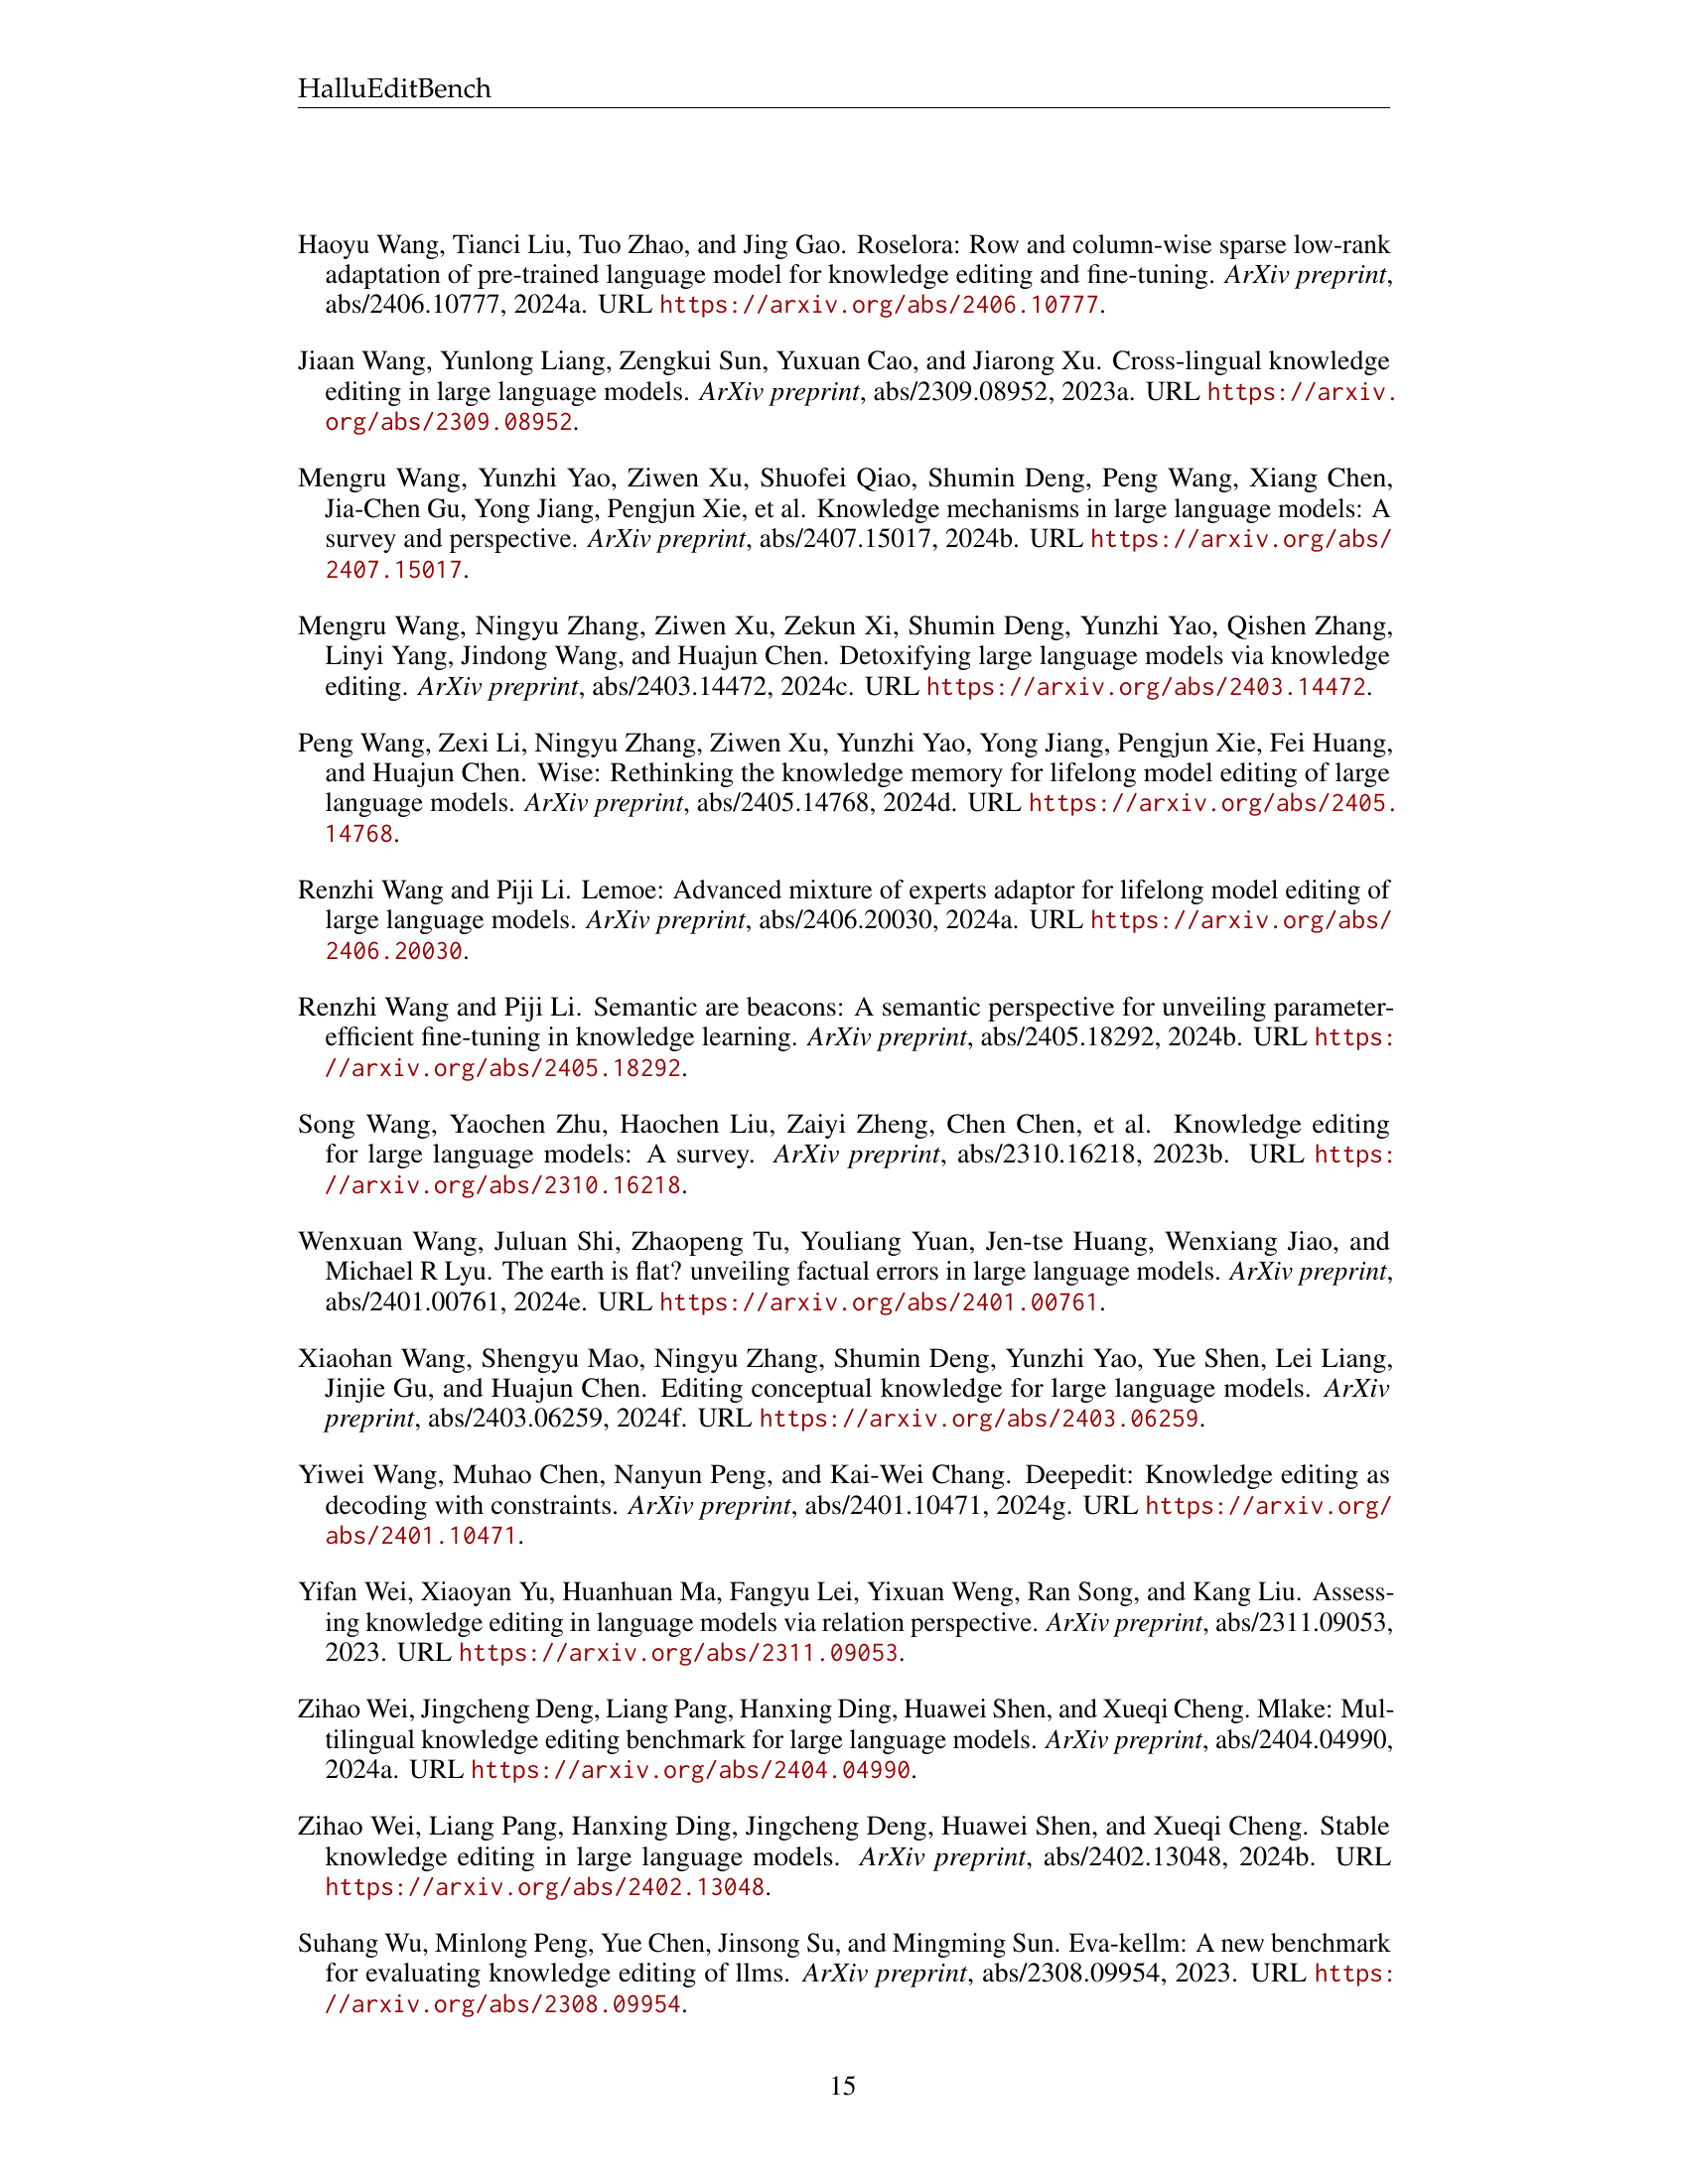 HalluEditBench
Haoyu Wang, Tianci Liu, Tuo Zhao, and Jing Gao. Roselora: Row and column-wise sparse low-rank
adaptation of pre-trained language model for knowledge editing and fine-tuning. ArXiv preprint,
abs/2406.10777, 2024a. URL https://arxiv.org/abs/2406.10777.
Jiaan Wang, Yunlong Liang, Zengkui Sun, Yuxuan Cao, and Jiarong Xu. Cross-lingual knowledge
editing in large language models. ArXiv preprint, abs/2309.08952, 2023a. URL https://arxiv.
org/abs/2309.08952.
Mengru Wang, Yunzhi Yao, Ziwen Xu, Shuofei Qiao, Shumin Deng, Peng Wang, Xiang Chen,
Jia-Chen Gu, Yong Jiang, Pengjun Xie, et al. Knowledge mechanisms in large language models: A
survey and perspective. ArXiv preprint, abs/2407.15017, 2024b. URL https://arxiv.org/abs/
2407.15017.
Mengru Wang, Ningyu Zhang, Ziwen Xu, Zekun Xi, Shumin Deng, Yunzhi Yao, Qishen Zhang,
Linyi Yang, Jindong Wang, and Huajun Chen. Detoxifying large language models via knowledge
editing. ArXiv preprint, abs/2403.14472, 2024c. URL https://arxiv.org/abs/2403.14472.
Peng Wang, Zexi Li, Ningyu Zhang, Ziwen Xu, Yunzhi Yao, Yong Jiang, Pengjun Xie, Fei Huang,
and Huajun Chen. Wise: Rethinking the knowledge memory for lifelong model editing of large
language models. ArXiv preprint, abs/2405.14768, 2024d. URL https://arxiv.org/abs/2405.
14768.
Renzhi Wang and Piji Li. Lemoe: Advanced mixture of experts adaptor for lifelong model editing of
large language models. ArXiv preprint, abs/2406.20030, 2024a. URL https://arxiv.org/abs/
2406.20030.
Renzhi Wang and Piji Li. Semantic are beacons: A semantic perspective for unveiling parameter-
efficient fine-tuning in knowledge learning. ArXiv preprint, abs/2405.18292, 2024b. URL https:
//arxiv.org/abs/2405.18292.
Song Wang, Yaochen Zhu, Haochen Liu, Zaiyi Zheng, Chen Chen, et al. Knowledge editing
for large language models: A survey. ArXiv preprint, abs/2310.16218, 2023b. URL https:
//arxiv.org/abs/2310.16218.
Wenxuan Wang, Juluan Shi, Zhaopeng Tu, Youliang Yuan, Jen-tse Huang, Wenxiang Jiao, and
Michael R Lyu. The earth is flat? unveiling factual errors in large language models. ArXiv preprint,
abs/2401.00761, 2024e. URL https://arxiv.org/abs/2401.00761.
Xiaohan Wang, Shengyu Mao, Ningyu Zhang, Shumin Deng, Yunzhi Yao, Yue Shen, Lei Liang,
Jinjie Gu, and Huajun Chen. Editing conceptual knowledge for large language models. ArXiv
preprint, abs/2403.06259, 2024f. URL https://arxiv.org/abs/2403.06259.
Yiwei Wang, Muhao Chen, Nanyun Peng, and Kai-Wei Chang. Deepedit: Knowledge editing as
decoding with constraints. ArXiv preprint, abs/2401.10471, 2024g. URL https://arxiv.org/
abs/2401.10471.
Yifan Wei, Xiaoyan Yu, Huanhuan Ma, Fangyu Lei, Yixuan Weng, Ran Song, and Kang Liu. Assess-
ing knowledge editing in language models via relation perspective. ArXiv preprint, abs/2311.09053,
2023. URL https://arxiv.org/abs/2311.09053.
Zihao Wei, Jingcheng Deng, Liang Pang, Hanxing Ding, Huawei Shen, and Xueqi Cheng. Mlake: Mul-
tilingual knowledge editing benchmark for large language models. ArXiv preprint, abs/2404.04990,
2024a. URL https://arxiv.org/abs/2404.04990.
Zihao Wei, Liang Pang, Hanxing Ding, Jingcheng Deng, Huawei Shen, and Xueqi Cheng. Stable
knowledge editing in large language models. ArXiv preprint, abs/2402.13048, 2024b. URL
https://arxiv.org/abs/2402.13048.
Suhang Wu, Minlong Peng, Yue Chen, Jinsong Su, and Mingming Sun. Eva-kellm: A new benchmark
for evaluating knowledge editing of llms. ArXiv preprint, abs/2308.09954, 2023. URL https:
//arxiv.org/abs/2308.09954.
15